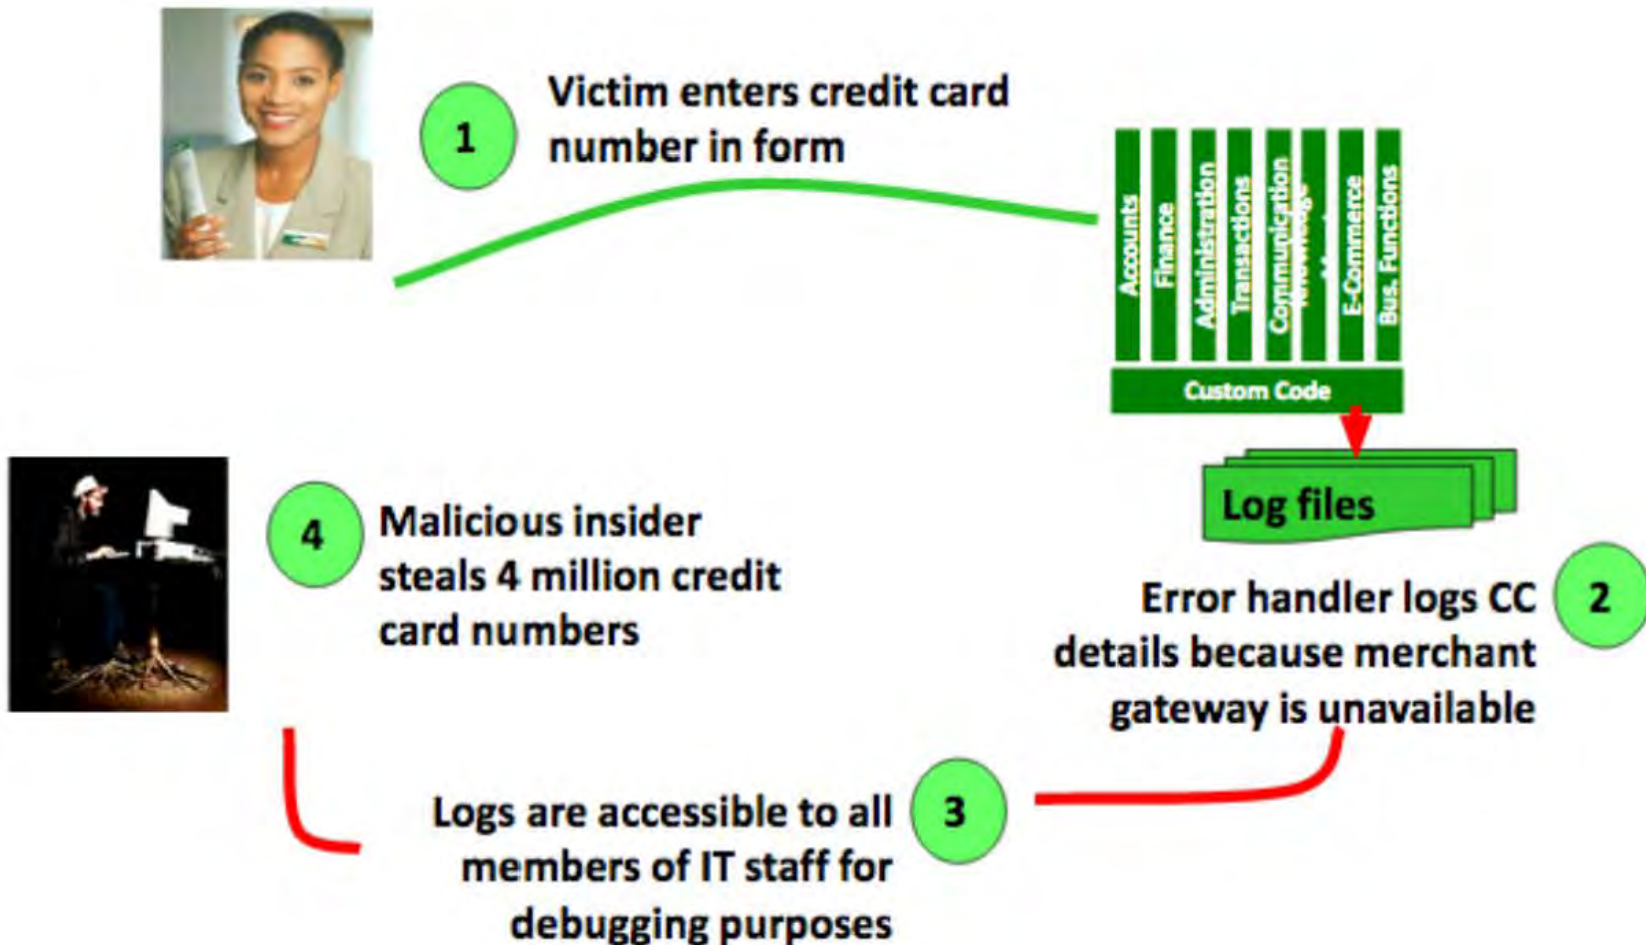 1
Victim enters credit card
number in form
Accounts
Finance
Administration
Transactions
Communication
E-Commerce
Bus. Functions
Custom Code
Log files
2
Error handler logs CC
details because merchant
gateway is unavailable
3
Logs are accessible to all
members of IT staff for
debugging purposes
4
Malicious insider
steals 4 million credit
card numbers